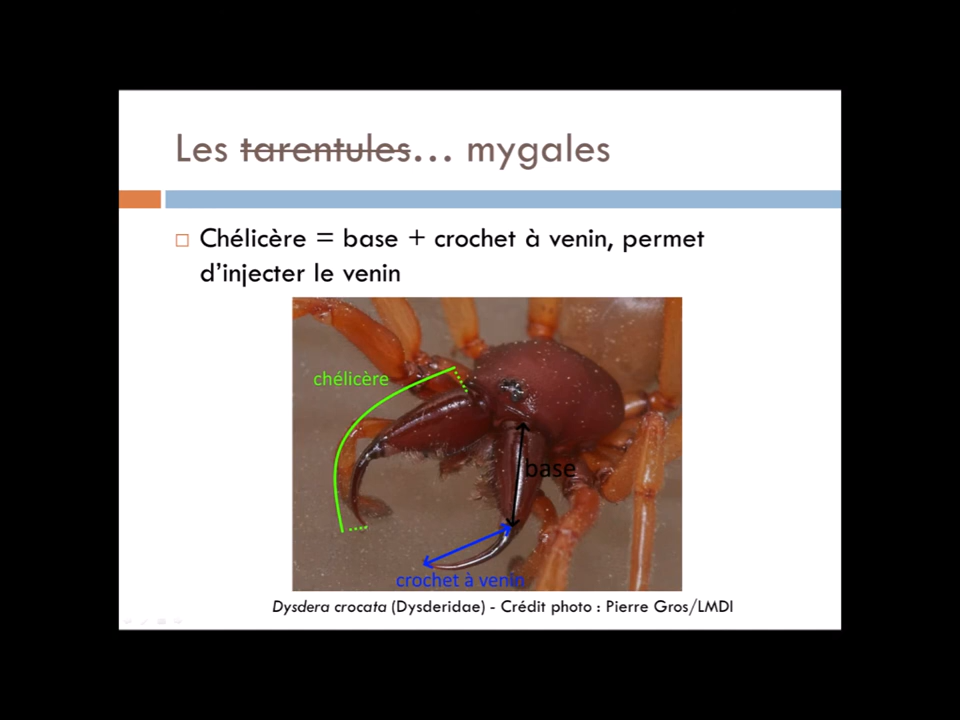 Les tarentules… mygales
Chélicère = base + crochet à venin, permet
d'injecter le venin
chélicère
base
crochet à venin
Dysdera crocata (Dysderidae) - Crédit photo : Pierre Gros/LMDI